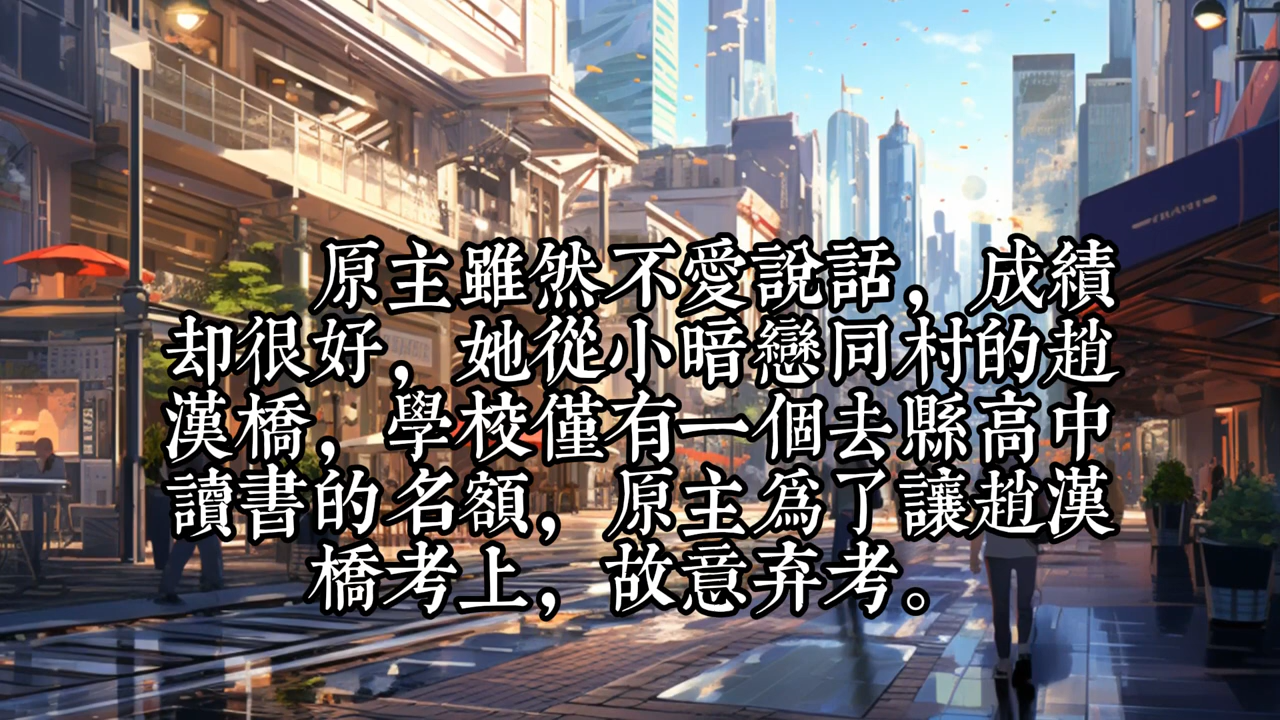 原主雖然不愛說話，成績
却很好，她從小暗戀同村的趙
漢橋，學校僅有一個去縣高中
讀書的名額，原主爲了讓趙漢
橋考上，故意弃考。